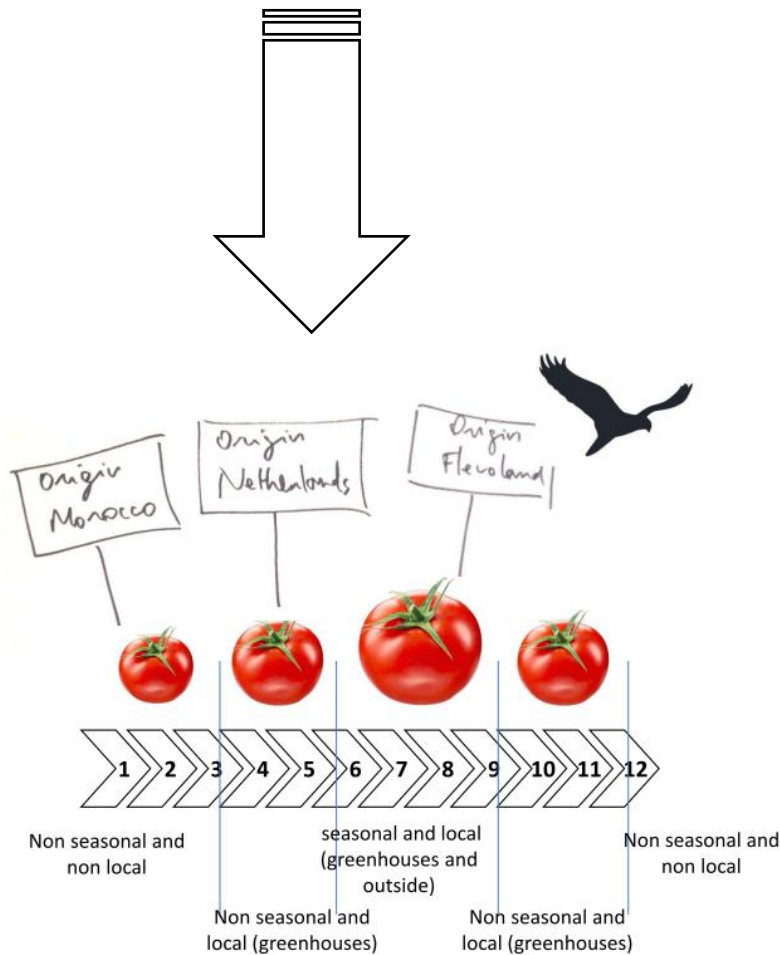 Origin
Morocco
Origin
Netherlands
Origin
Flevoland
1 2 3 4 5 6 7 8 9 10 11 12
Non seasonal and
non local
seasonal and local
(greenhouses and
outside)
Non seasonal and
non local
Non seasonal and
local (greenhouses)
Non seasonal and
local (greenhouses)